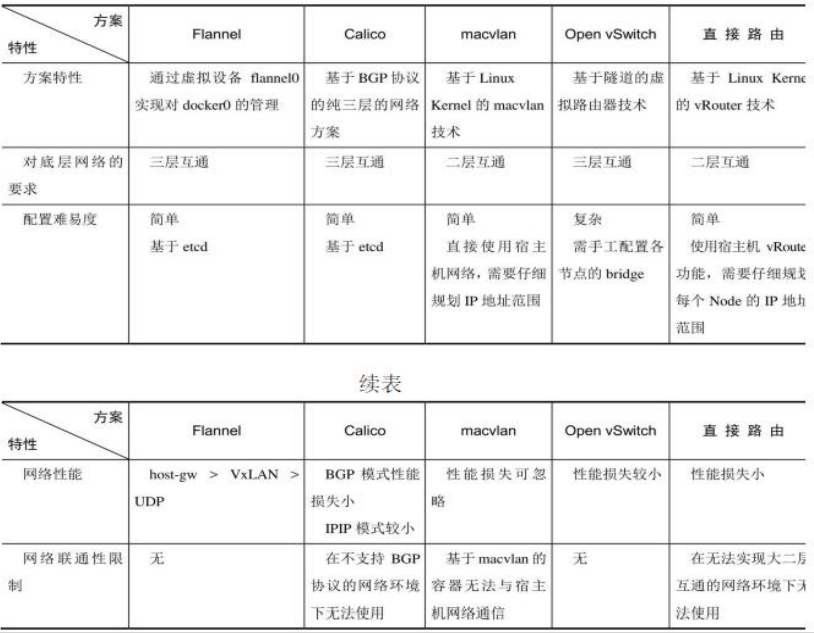 方案
特性
Flannel
Calico
macvlan
Open vSwitch
直 接 路 由
方案特性
通过虚拟设备 flannel0
实现对 docker0 的管理
基于 BGP 协议
的纯三层的网络
方案
基于 Linux
Kernel 的 macvlan
技术
基于隧道的虚
拟路由器技术
基于 Linux Kerne
的 vRouter 技术
对底层网络的
要求
三层互通
三层互通
二层互通
三层互通
二层互通
配置难易度
简单
基于 etcd
简单
基于 etcd
简单
直接使用宿主
机网络，需要仔细
规划 IP 地址范围
复杂
需手工配置各
节点的 bridge
简单
使用宿主机 vRoute
功能，需要仔细规划
每个 Node 的 IP 地址
范围
续表
方案
特性
Flannel
Calico
macvlan
Open vSwitch
直 接 路 由
网络性能
host-gw > VxLAN >
UDP
BGP 模式性能
损失小
IPIP 模式较小
性能损失可忽
略
性能损失较小
性能损失小
网络联通性限
制
无
在不支持 BGP
协议的网络环境
下无法使用
基于 macvlan 的
容器无法与宿主
机网络通信
无
在无法实现大二层
互通的网络环境下无
法使用